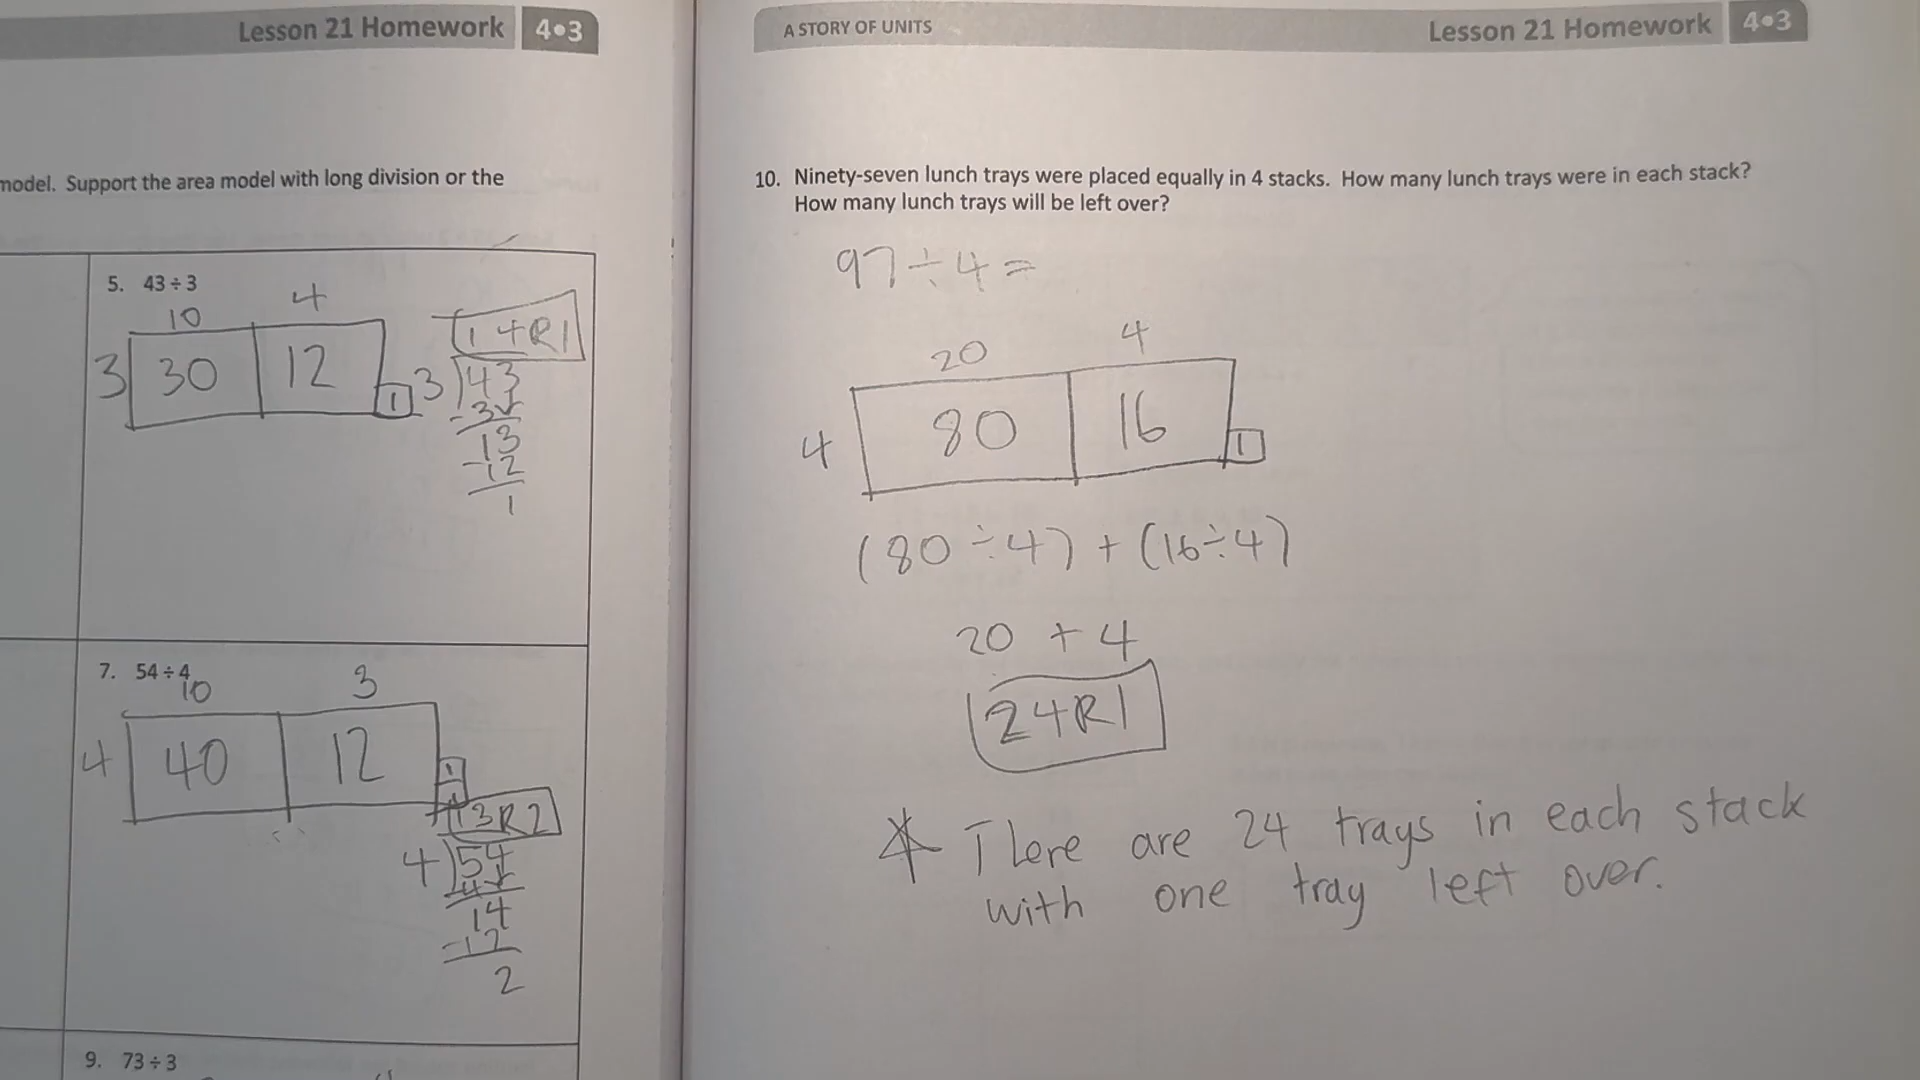 Lesson 21 Homework 4•3
model. Support the area model with long division or the
5. 43 ÷ 3
10 4
3 30 12 1
14R1
3 43
-3
13
-12
1
7. 54 ÷ 4
10 3
4 40 12 1
1
13R2
4 54
-4
14
-12
2
9. 73 ÷ 3
A STORY OF UNITS
Lesson 21 Homework 4•3
10. Ninety-seven lunch trays were placed equally in 4 stacks. How many lunch trays were in each stack?
How many lunch trays will be left over?
97 ÷ 4 =
20 4
4 80 16 1
(80 ÷ 4) + (16 ÷ 4)
20 + 4
24R1
* There are 24 trays in each stack
with one tray left over.